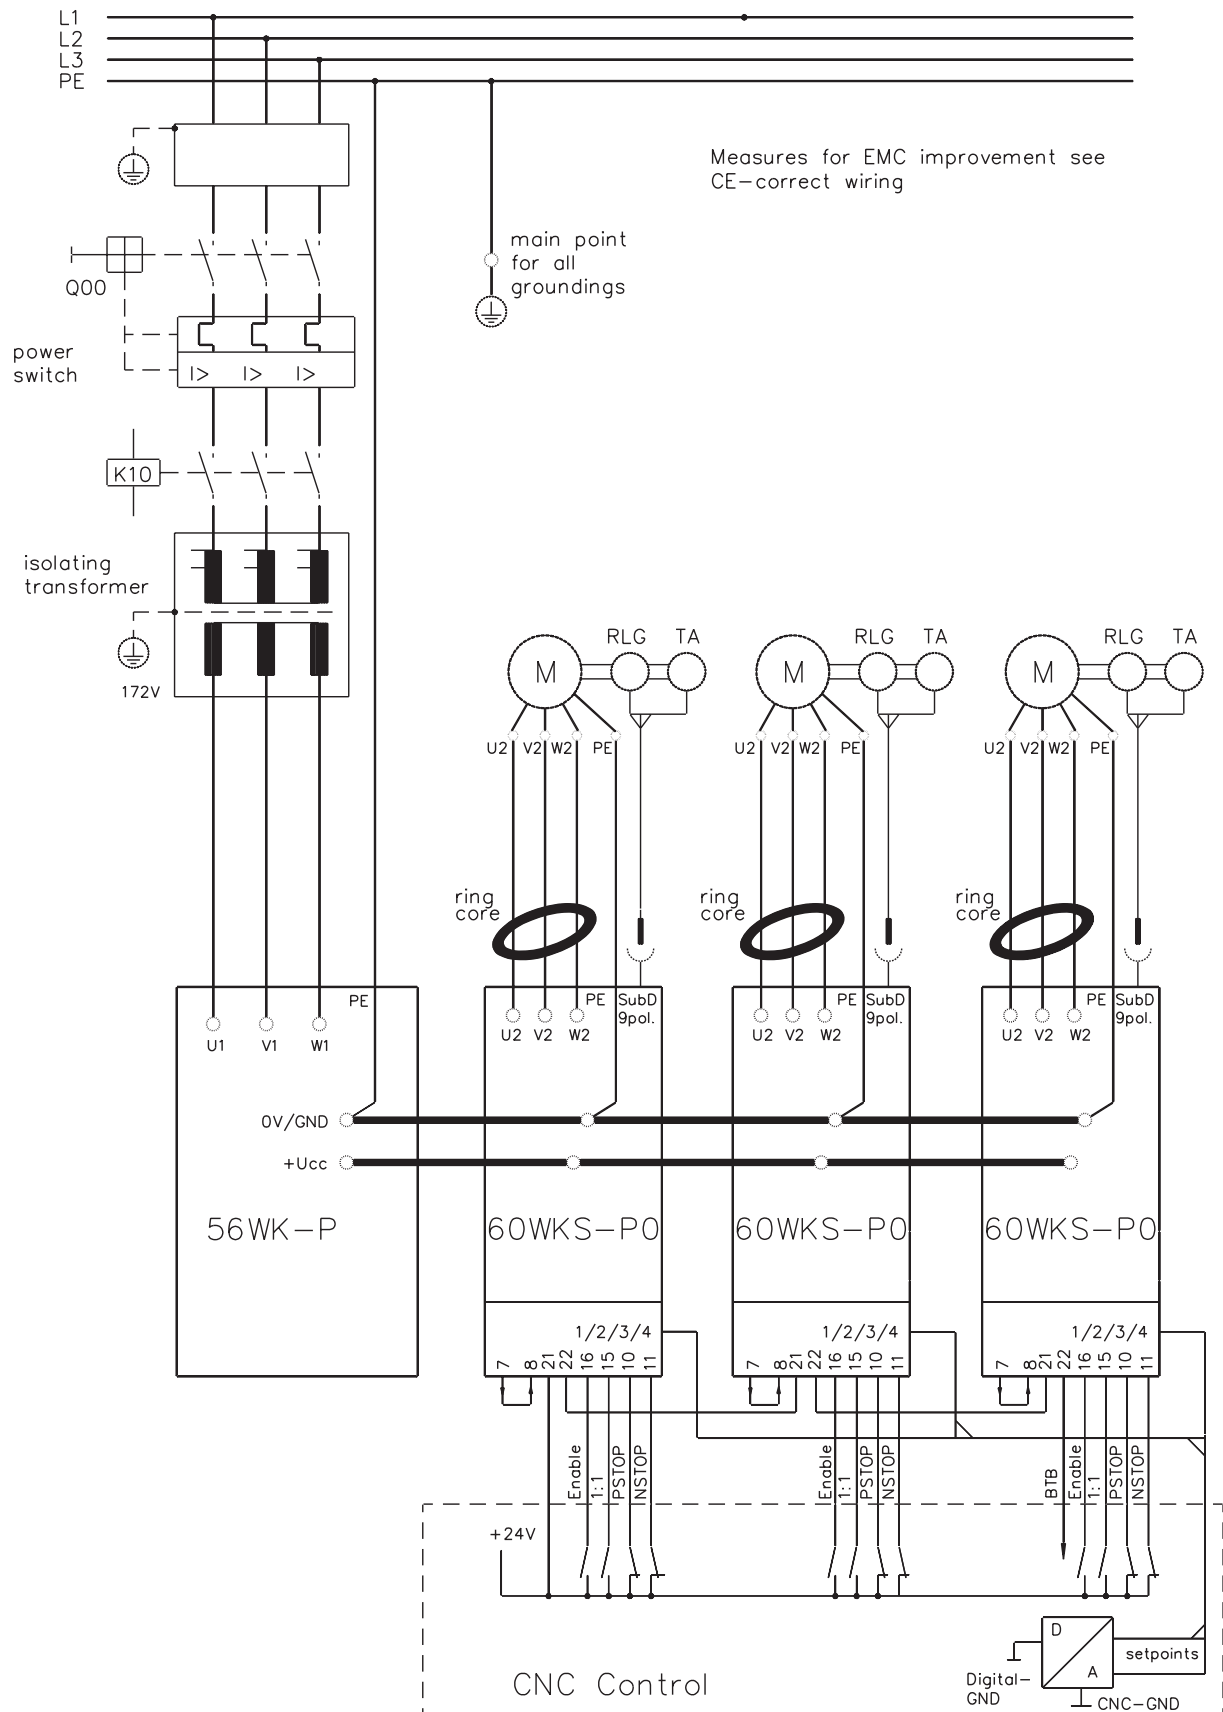 L1
L2
L3
PE
Measures for EMC improvement see
CE-correct wiring
main point
for all
groundings
Q00
power
switch
I> I> I>
K10
isolating
transformer
172V
RLG TA
RLG TA
RLG TA
M
M
M
U2 V2 W2 PE
U2 V2 W2 PE
U2 V2 W2 PE
ring
core
ring
core
ring
core
PE
U1 V1 W1
PE SubD
9pol.
U2 V2 W2
PE SubD
9pol.
U2 V2 W2
PE SubD
9pol.
U2 V2 W2
0V/GND
+Ucc
56WK-P
60WKS-P0
60WKS-P0
60WKS-P0
1/2/3/4
1/2/3/4
1/2/3/4
7 8 21 22 16 15 10 11
7 8 21 22 16 15 10 11
7 8 21 22 16 15 10 11
Enable
1:1
PSTOP
NSTOP
Enable
1:1
PSTOP
NSTOP
BTB
Enable
1:1
PSTOP
NSTOP
+24V
D
A
setpoints
Digital-
GND
CNC-GND
CNC Control